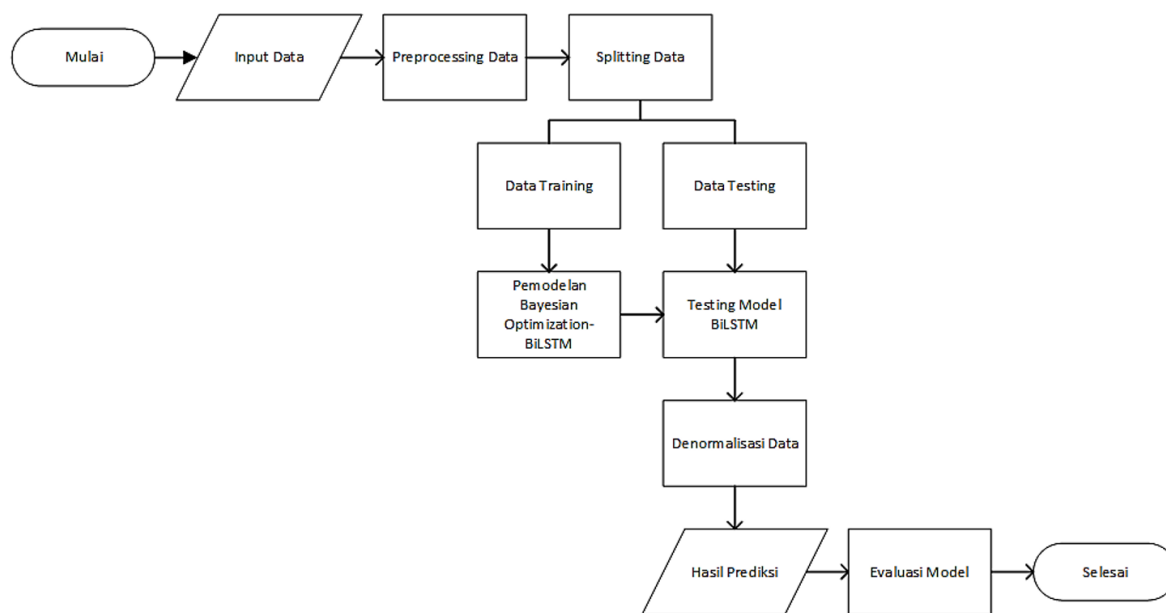 Mulai
Input Data
Preprocessing Data
Splitting Data
Data Training
Data Testing
Pemodelan
Bayesian
Optimization-
BiLSTM
Testing Model
BiLSTM
Denormalisasi Data
Hasil Prediksi
Evaluasi Model
Selesai